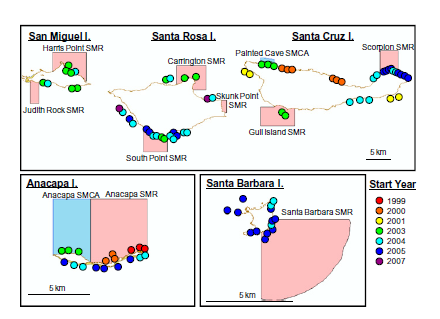 San Miguel I.
Santa Rosa I.
Santa Cruz I.
Harris Point SMR
Carrington SMR
Painted Cave SMCA
Scorpion SMR
Judith Rock SMR
Skunk Point
SMR
Gull Island SMR
South Point SMR
5 km
Anacapa I.
Anacapa SMCA
Anacapa SMR
5 km
Santa Barbara I.
Santa Barbara SMR
5 km
Start Year
1999
2000
2001
2003
2004
2005
2007